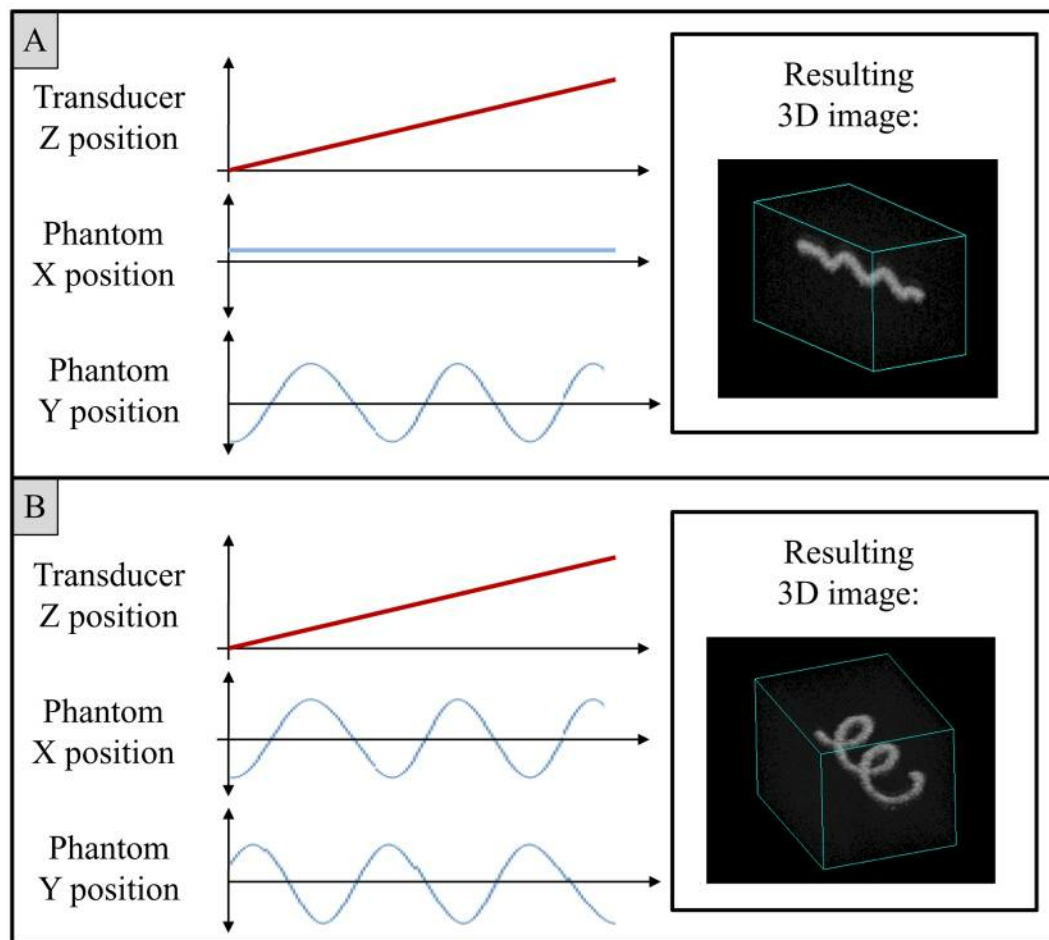 A
Transducer
Z position
Phantom
X position
Phantom
Y position
Resulting
3D image:
B
Transducer
Z position
Phantom
X position
Phantom
Y position
Resulting
3D image: